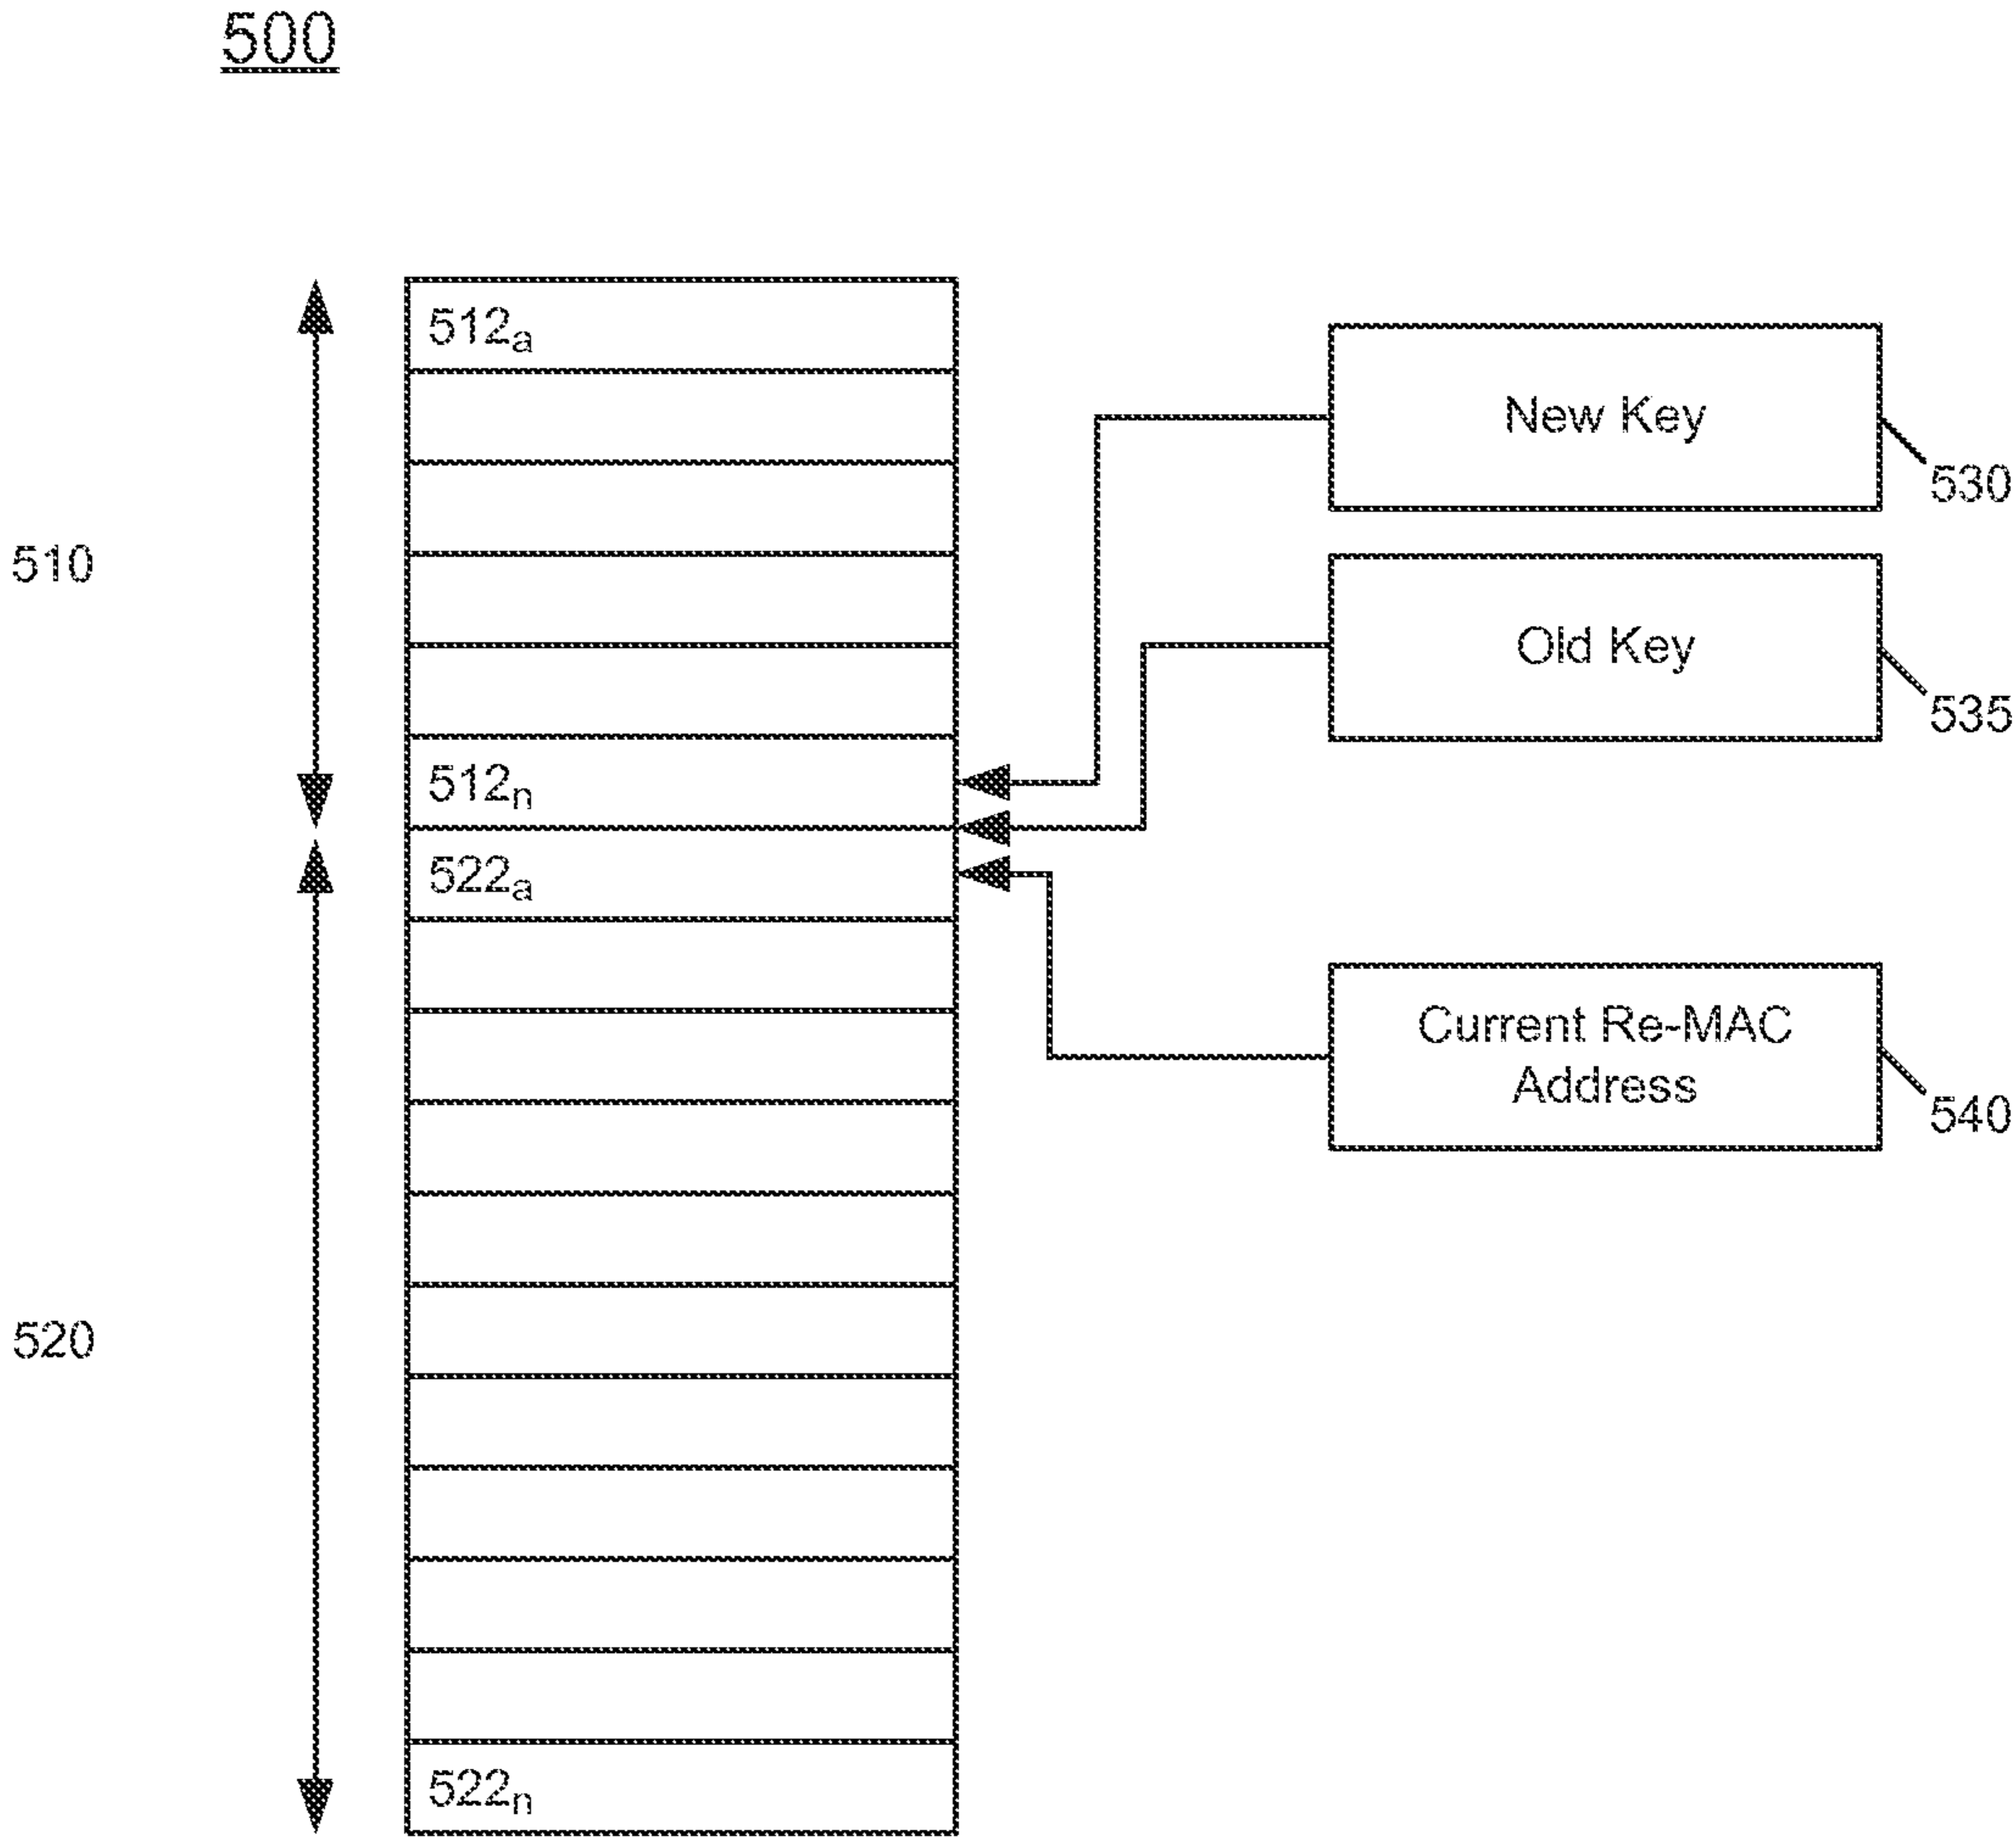 500
512a
New Key
530
510
Old Key
535
512n
522a
Current Re-MAC
Address
540
520
522n